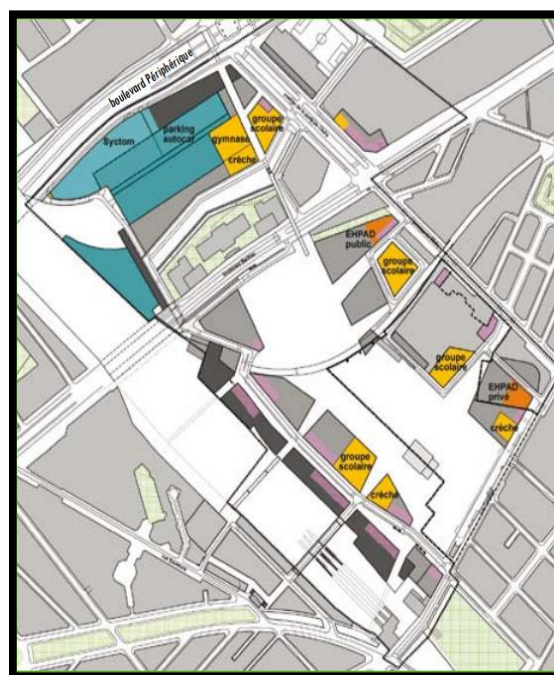 boulevard Périphérique
Syctom
parking
autocar
gymnase
crèche
groupe
scolaire
EHPAD
public
groupe
scolaire
groupe
scolaire
EHPAD
privé
crèche
groupe
scolaire
crèche